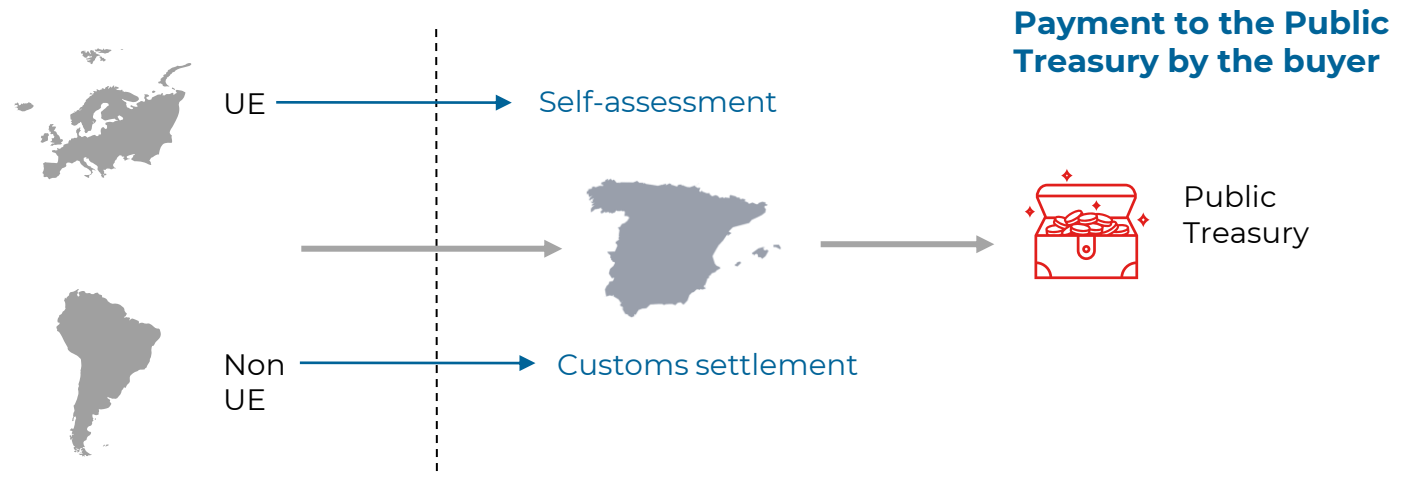 Payment to the Public
Treasury by the buyer
UE
Self-assessment
Public
Treasury
Non
UE
Customs settlement